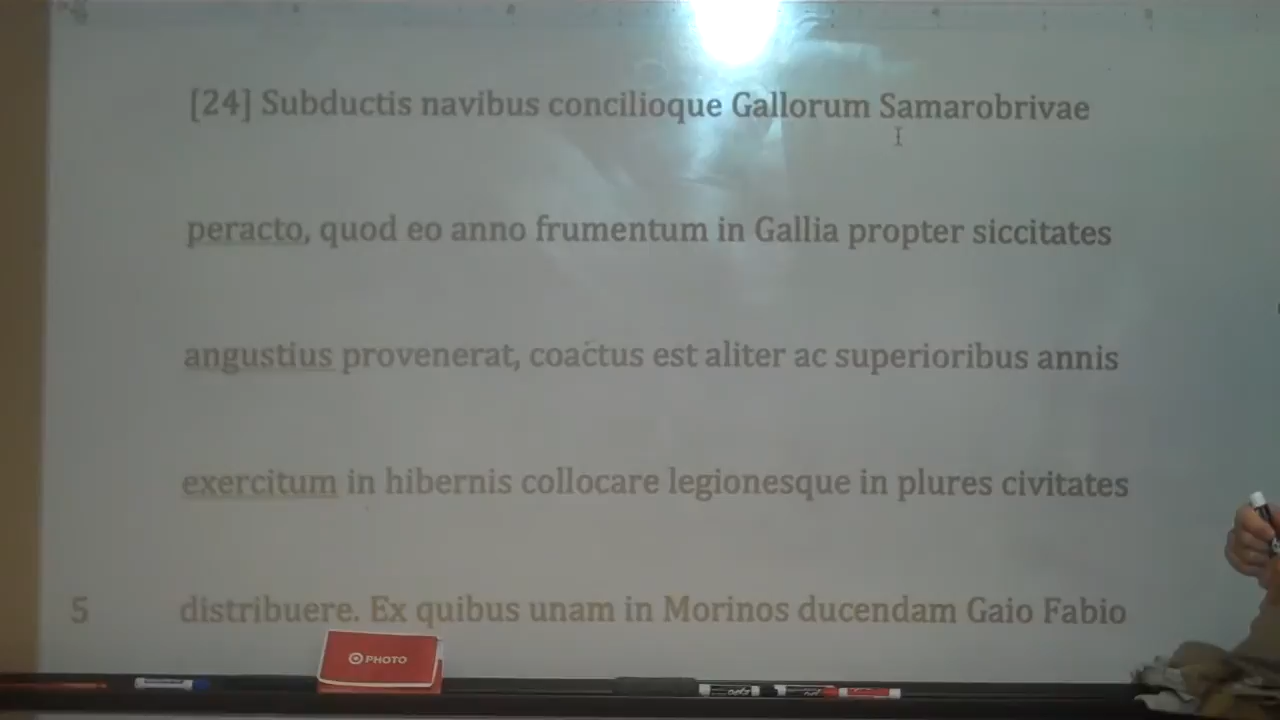 [24] Subductis navibus concilioque Gallorum Samarobrivae
peracto, quod eo anno frumentum in Gallia propter siccitates
angustius provenerat, coactus est aliter ac superioribus annis
exercitum in hibernis collocare legionesque in plures civitates
5 distribuere. Ex quibus unam in Morinos ducendam Gaio Fabio
PHOTO